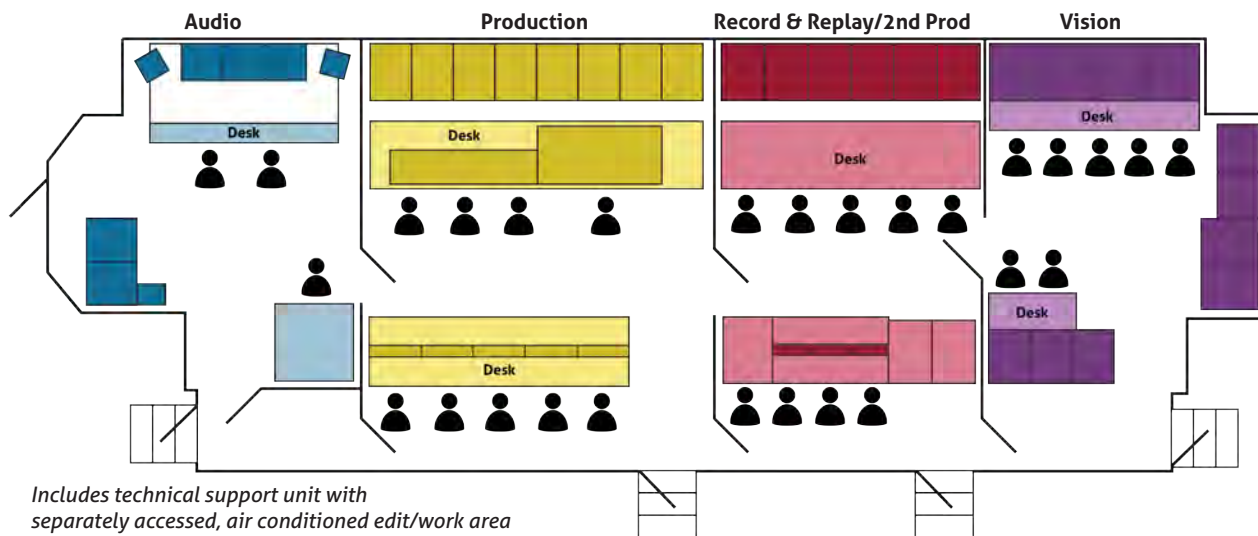 Audio
Production
Record & Replay/2nd Prod
Vision
Desk
Desk
Desk
Desk
Desk
Desk
Includes technical support unit with
separately accessed, air conditioned edit/work area